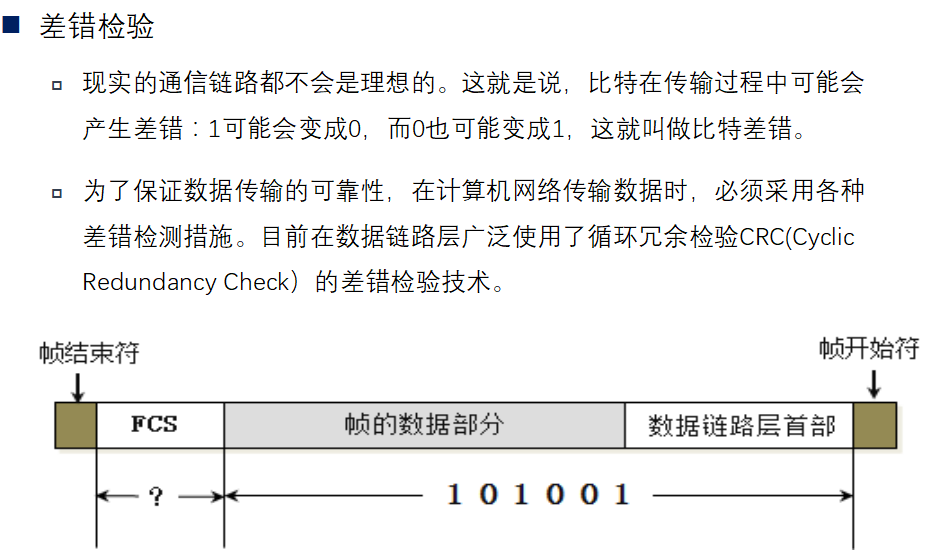 差错检验
现实的通信链路都不会是理想的。这就是说，比特在传输过程中可能会
产生差错：1可能会变成0，而0也可能变成1，这就叫做比特差错。
为了保证数据传输的可靠性，在计算机网络传输数据时，必须采用各种
差错检测措施。目前在数据链路层广泛使用了循环冗余检验CRC(Cyclic
Redundancy Check）的差错检验技术。
帧结束符 帧开始符
FCS 帧的数据部分 数据链路层首部
? 1 0 1 0 0 1